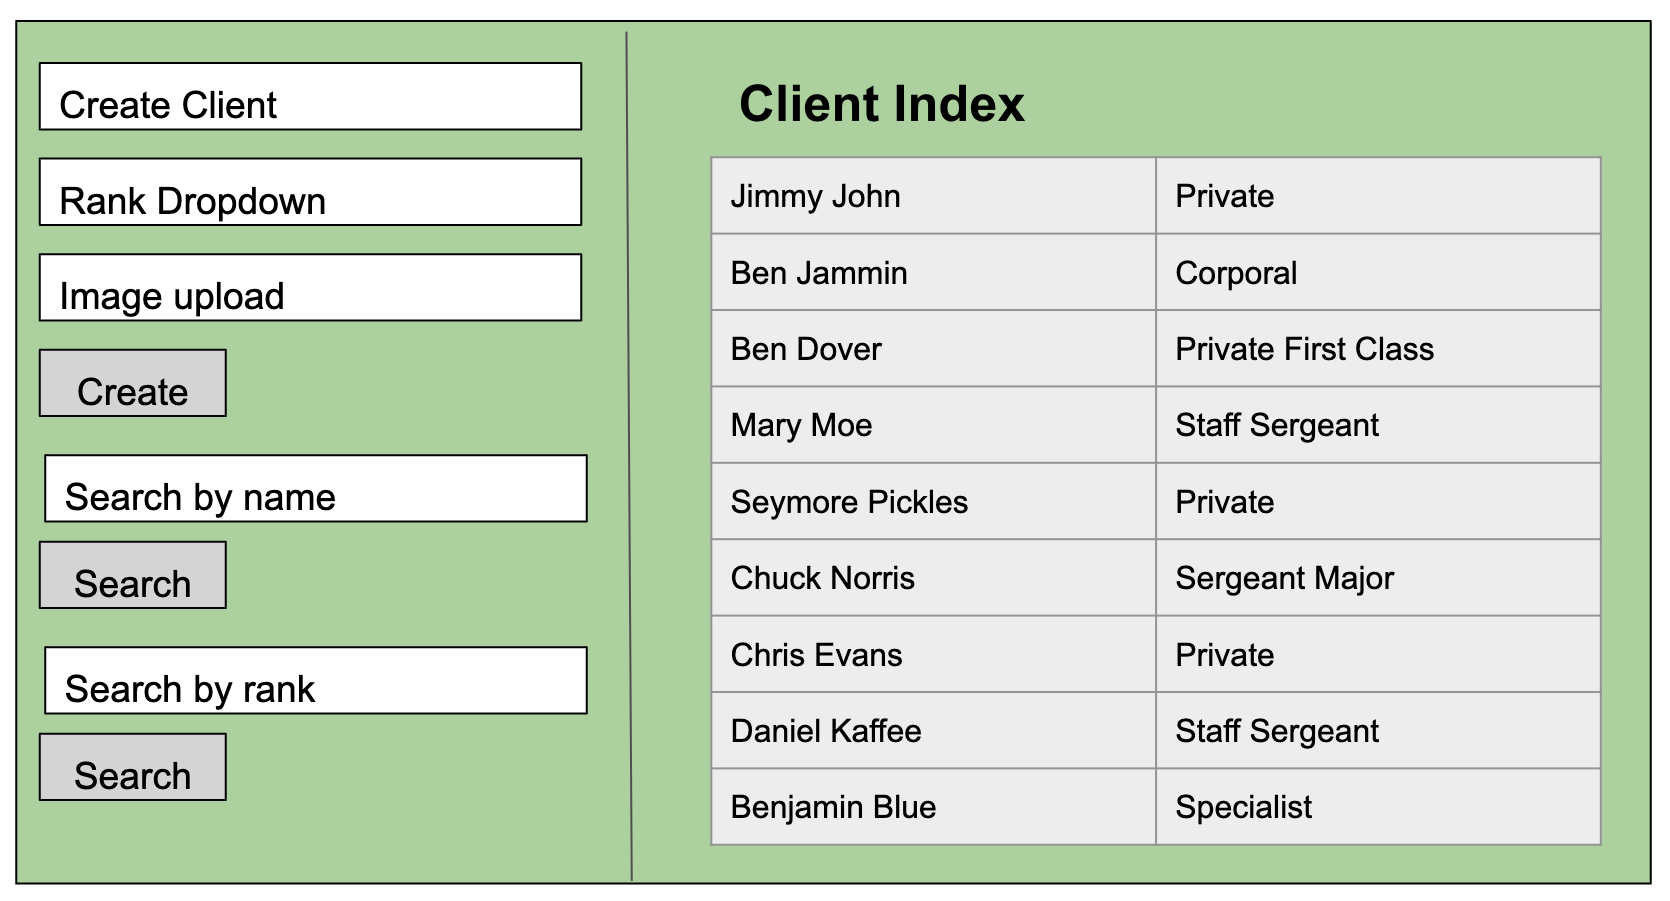 Create Client
Rank Dropdown
Image upload
Create
Search by name
Search
Search by rank
Search
Client Index
Jimmy John Private
Ben Jammin Corporal
Ben Dover Private First Class
Mary Moe Staff Sergeant
Seymore Pickles Private
Chuck Norris Sergeant Major
Chris Evans Private
Daniel Kaffee Staff Sergeant
Benjamin Blue Specialist